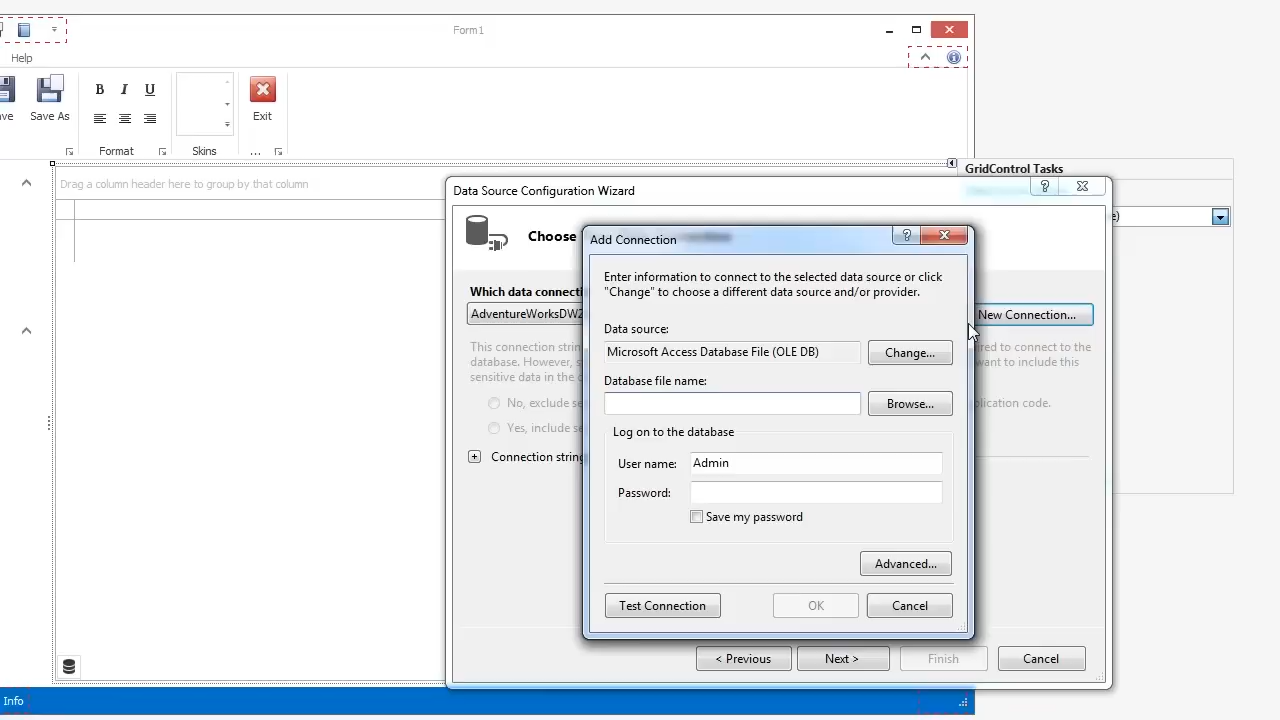 Form1
Help
Save As
B I U
Exit
Format
Skins
...
GridControl Tasks
Drag a column header here to group by that column
Data Source Configuration Wizard
Choose
Add Connection
Enter information to connect to the selected data source or click
"Change" to choose a different data source and/or provider.
Which data connecti
AdventureWorksDW2
New Connection...
Data source:
Microsoft Access Database File (OLE DB)
Change...
This connection strin
database. However, s
sensitive data in the c
ired to connect to the
want to include this
Database file name:
Browse...
No, exclude se
plication code.
Yes, include se
Log on to the database
Connection string
User name:
Admin
Password:
Save my password
Advanced...
Test Connection
OK
Cancel
< Previous
Next >
Finish
Cancel
Info